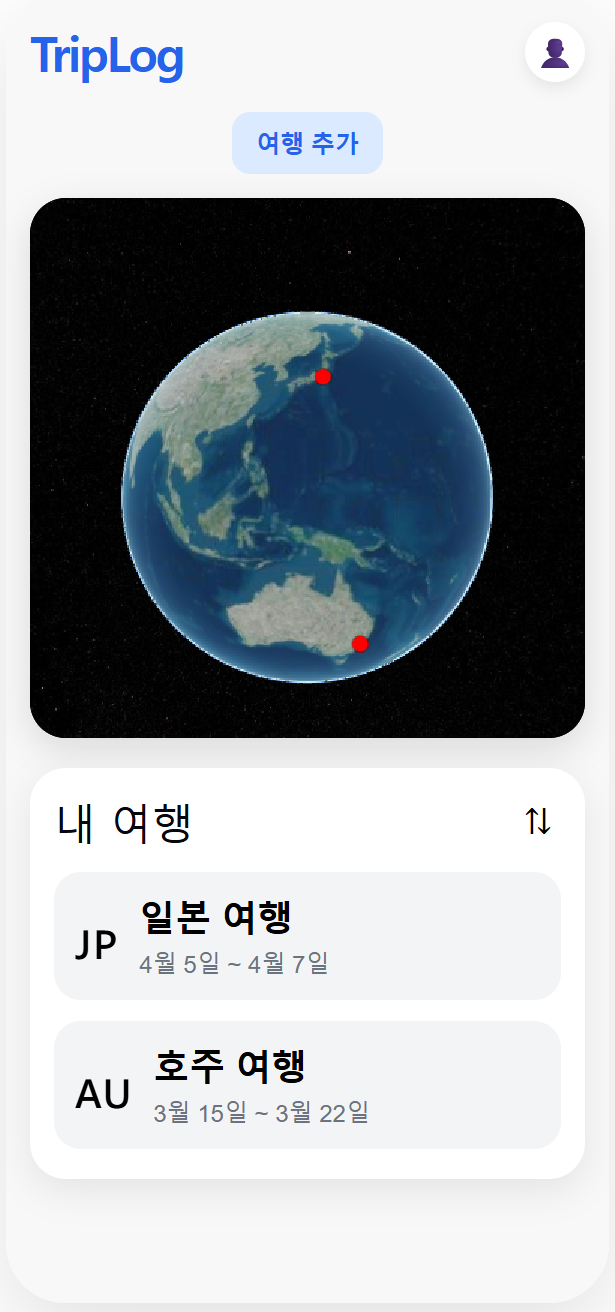 TripLog
여행 추가
내 여행
JP
일본 여행
4월 5일 ~ 4월 7일
AU
호주 여행
3월 15일 ~ 3월 22일